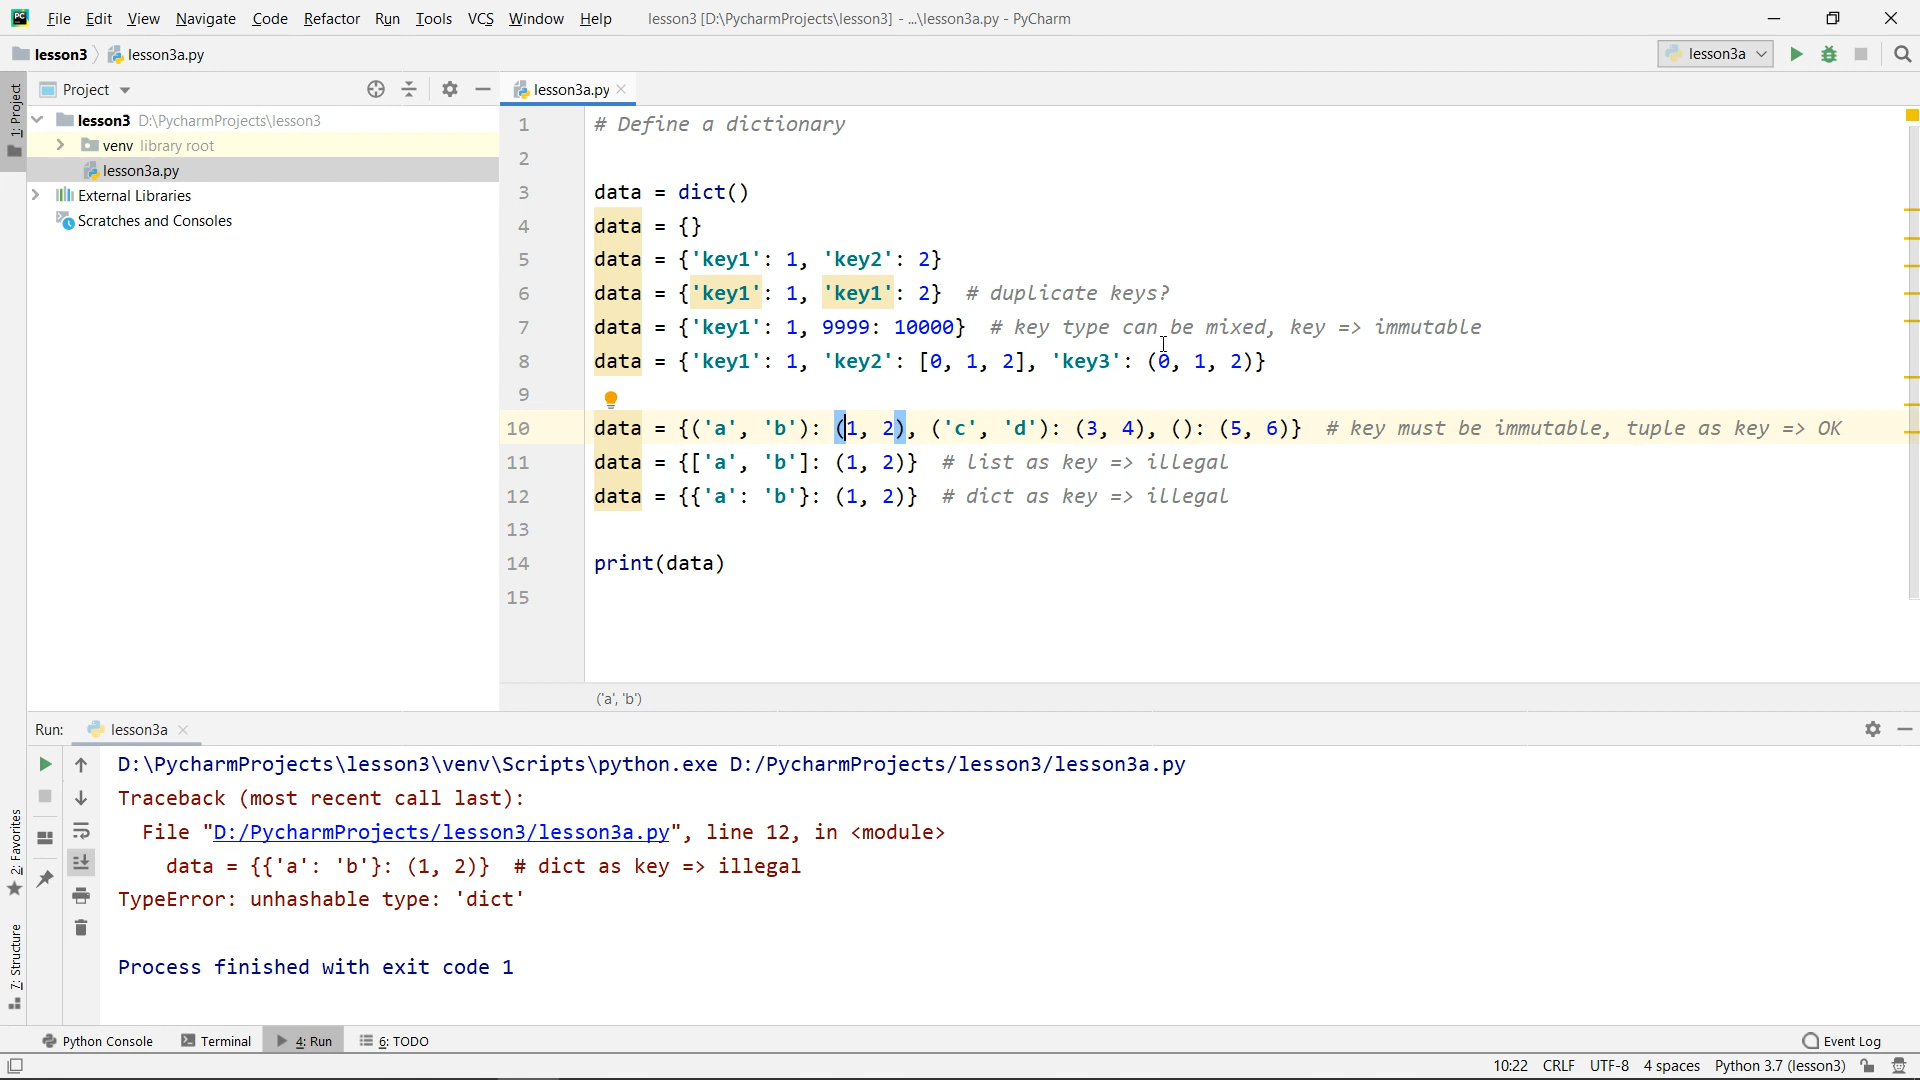 File Edit View Navigate Code Refactor Run Tools VCS Window Help lesson3 [D:\PycharmProjects\lesson3] - ...\lesson3a.py - PyCharm
lesson3 lesson3a.py lesson3a
1: Project
Project
lesson3a.py
lesson3 D:\PycharmProjects\lesson3
venv library root
lesson3a.py
External Libraries
Scratches and Consoles
1 # Define a dictionary
2
3 data = dict()
4 data = {}
5 data = {'key1': 1, 'key2': 2}
6 data = {'key1': 1, 'key1': 2} # duplicate keys?
7 data = {'key1': 1, 9999: 10000} # key type can be mixed, key => immutable
8 data = {'key1': 1, 'key2': [0, 1, 2], 'key3': (0, 1, 2)}
9
10 data = {('a', 'b'): (1, 2), ('c', 'd'): (3, 4), (): (5, 6)} # key must be immutable, tuple as key => OK
11 data = {['a', 'b']: (1, 2)} # list as key => illegal
12 data = {{'a': 'b'}: (1, 2)} # dict as key => illegal
13
14 print(data)
15
('a', 'b')
Run: lesson3a
D:\PycharmProjects\lesson3\venv\Scripts\python.exe D:/PycharmProjects/lesson3/lesson3a.py
Traceback (most recent call last):
File "D:/PycharmProjects/lesson3/lesson3a.py", line 12, in <module>
data = {{'a': 'b'}: (1, 2)} # dict as key => illegal
TypeError: unhashable type: 'dict'
Process finished with exit code 1
2: Favorites
7: Structure
Python Console Terminal 4: Run 6: TODO Event Log
10:22 CRLF UTF-8 4 spaces Python 3.7 (lesson3)